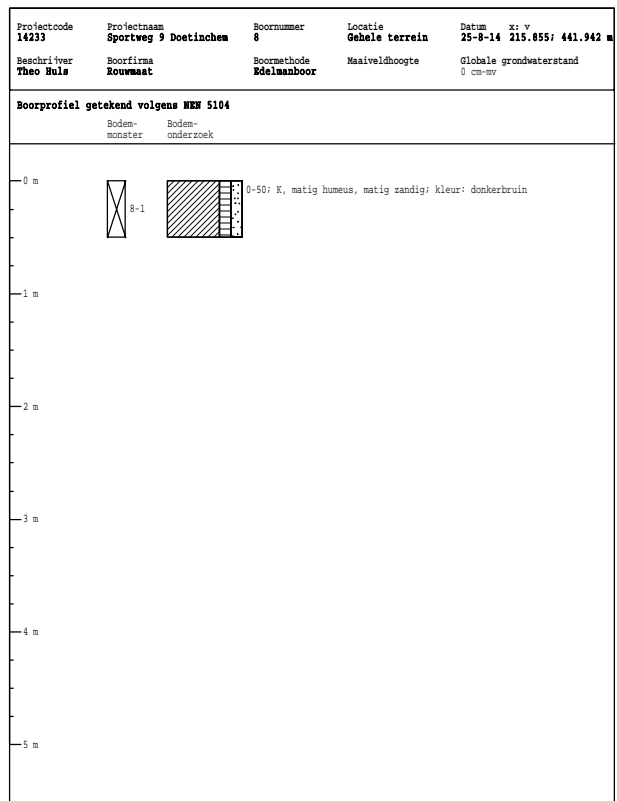 Projectcode Projectnaam Boornummer Locatie Datum x: y
14233 Sportweg 9 Doetinchem 8 Gehele terrein 25-8-14 215.855; 441.942 m
Beschrijver Boorfirma Boormethode Maaiveldhoogte Globale grondwaterstand
Theo Huls Rouwmaat Edelmanboor 0 cm-mv
Boorprofiel getekend volgens NEN 5104
Bodem- Bodem-
monster onderzoek
0 m
0-50; K, matig humeus, matig zandig; kleur: donkerbruin
8-1
1 m
2 m
3 m
4 m
5 m